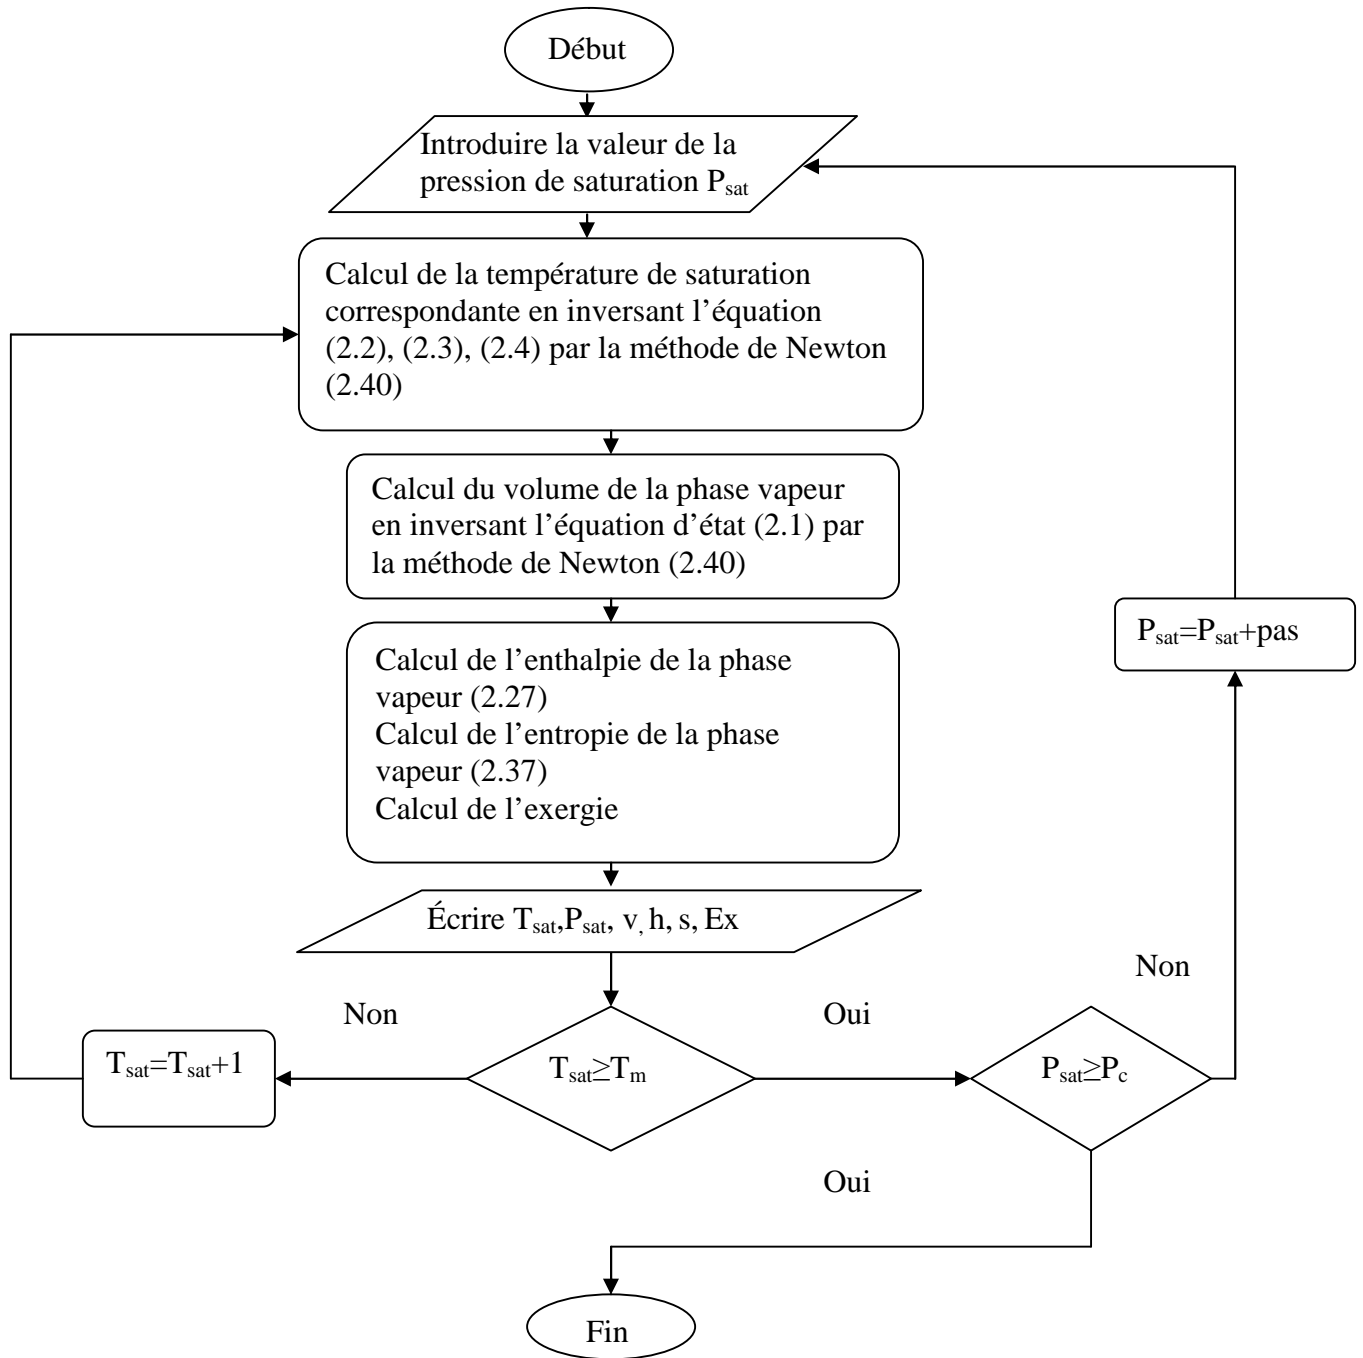 Début
Introduire la valeur de la
pression de saturation Psat
Calcul de la température de saturation
correspondante en inversant l’équation
(2.2), (2.3), (2.4) par la méthode de Newton
(2.40)
Calcul du volume de la phase vapeur
en inversant l’équation d’état (2.1) par
la méthode de Newton (2.40)
Psat=Psat+pas
Calcul de l’enthalpie de la phase
vapeur (2.27)
Calcul de l’entropie de la phase
vapeur (2.37)
Calcul de l’exergie
Écrire Tsat,Psat, v, h, s, Ex
Non
Non
Oui
Tsat=Tsat+1
Tsat≥Tm
Psat≥Pc
Oui
Fin